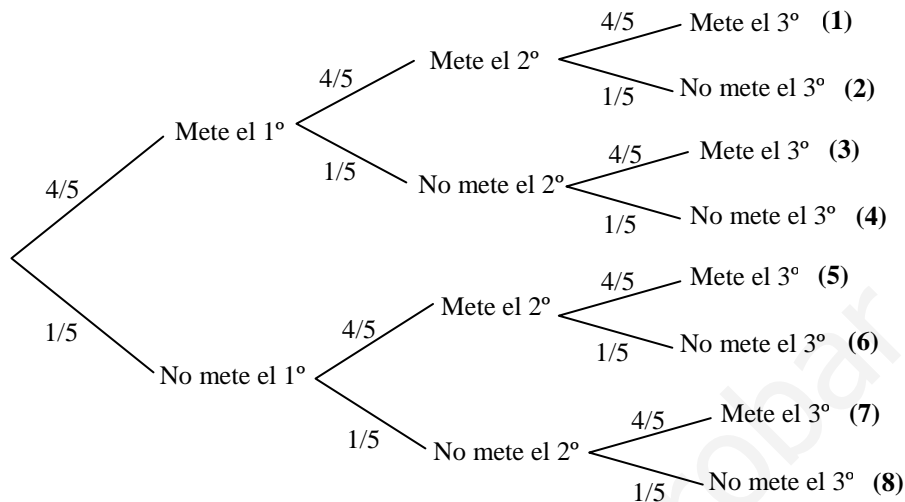 4/5 Mete el 3º (1)
Mete el 2º
4/5
1/5 No mete el 3º (2)
Mete el 1º
4/5 Mete el 3º (3)
1/5
No mete el 2º
4/5
1/5 No mete el 3º (4)
4/5 Mete el 3º (5)
Mete el 2º
1/5
4/5
1/5 No mete el 3º (6)
No mete el 1º
4/5 Mete el 3º (7)
1/5
No mete el 2º
1/5 No mete el 3º (8)